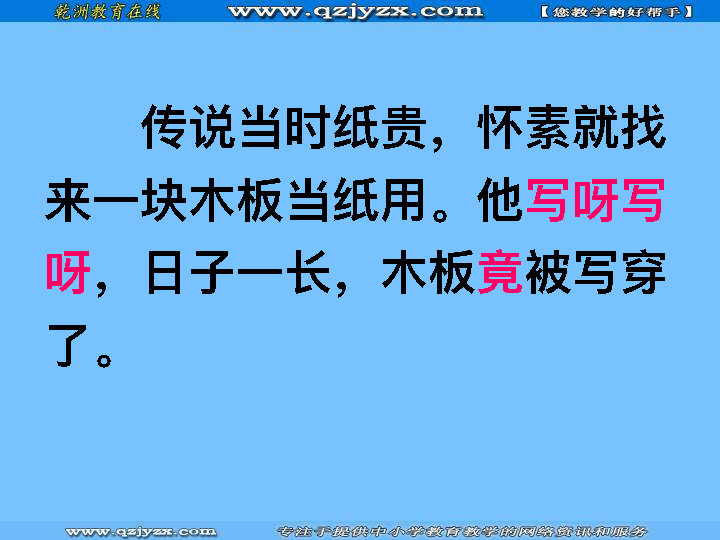 乾洲教育在线 www.qzjyzx.com 【您教学的好帮手】
传说当时纸贵，怀素就找
来一块木板当纸用。他写呀写
呀，日子一长，木板竟被写穿
了。
www.qzjyzx.com 专注于提供中小学教育教学的网络资讯和服务